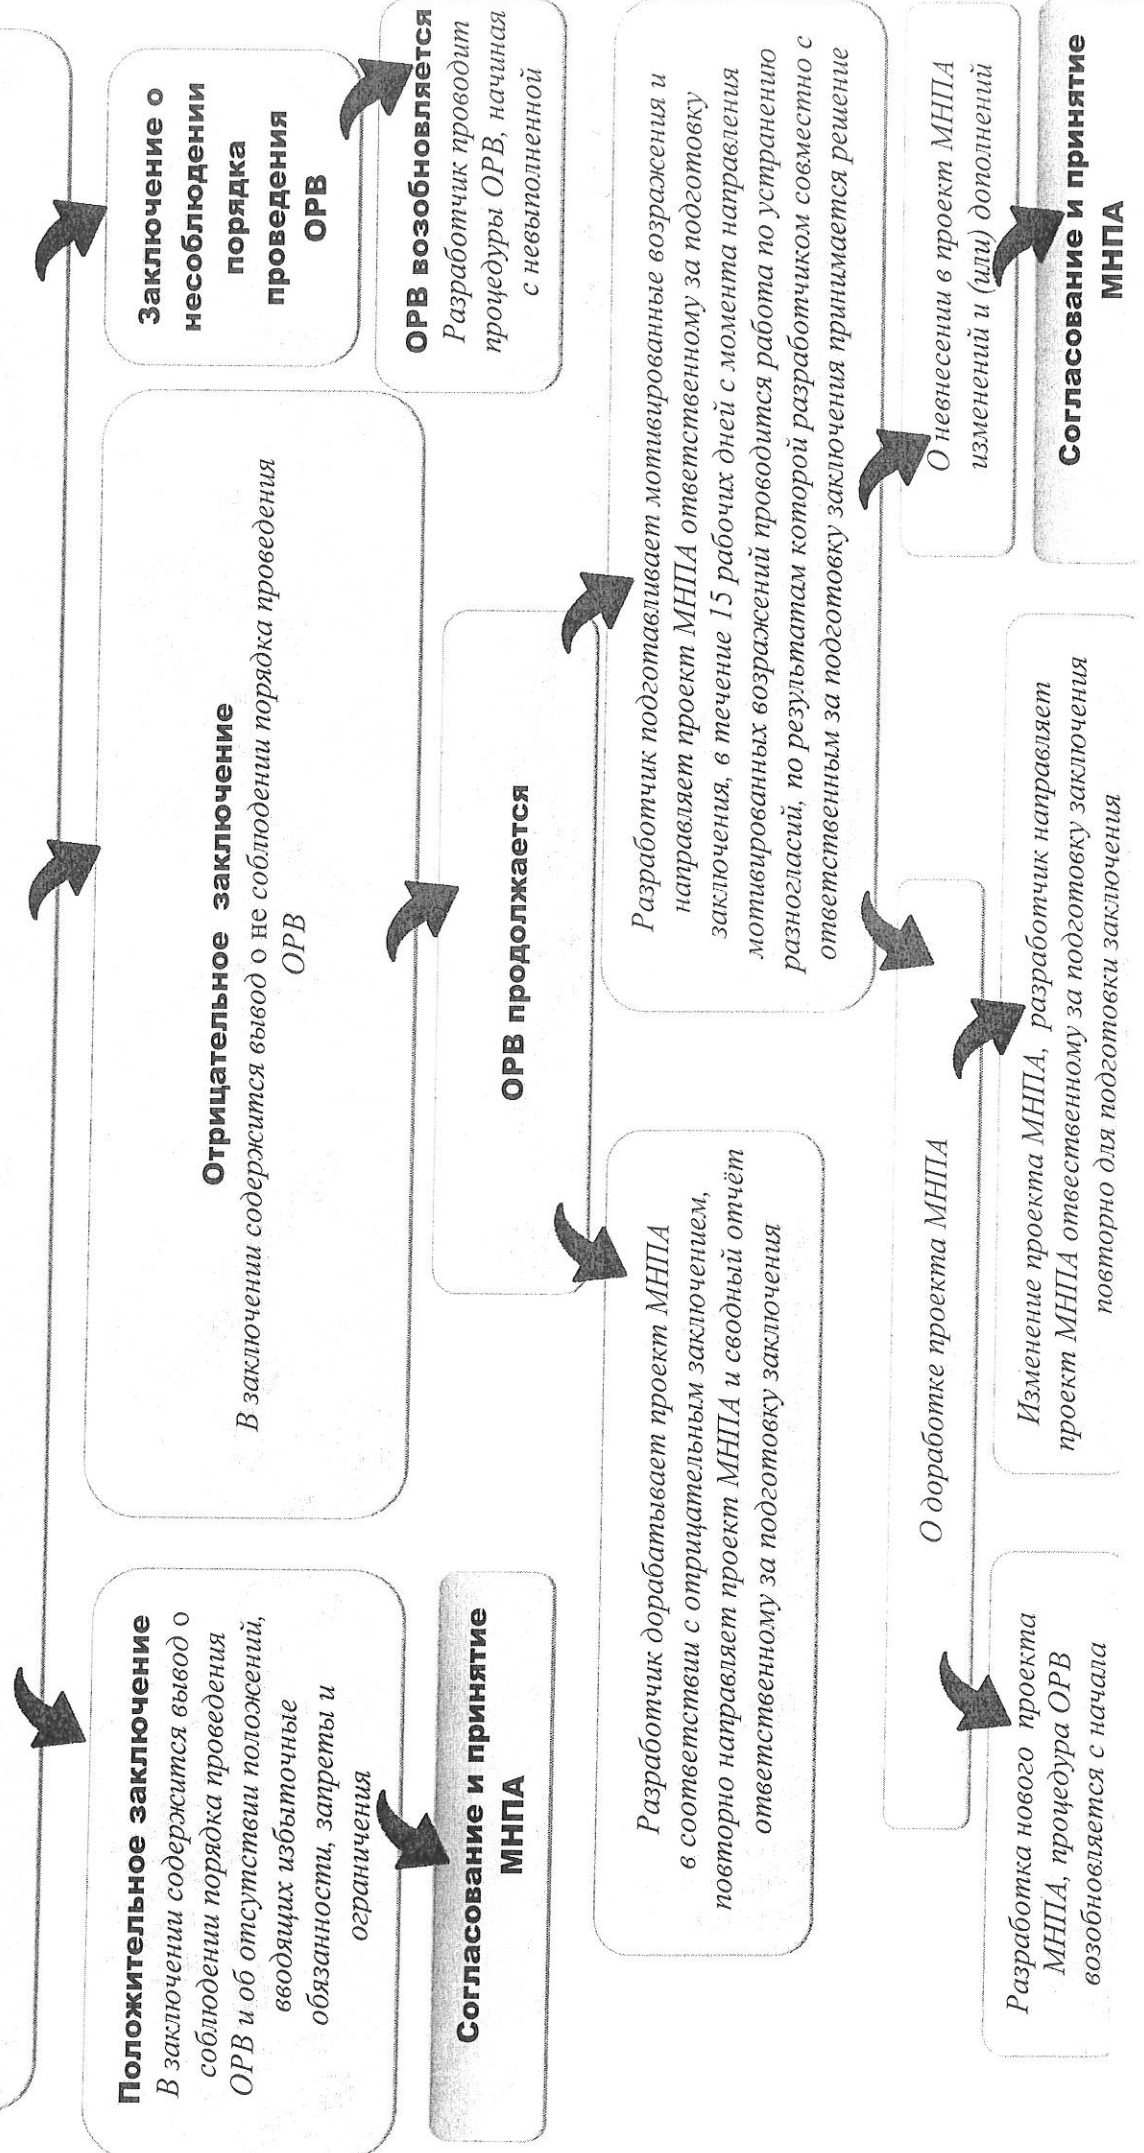 Положительное заключение
В заключении содержится вывод о
соблюдении порядка проведения
ОРВ и об отсутствии положений,
вводящих избыточные
обязанности, запреты и
ограничения
Согласование и принятие
МНПА
Отрицательное заключение
В заключении содержится вывод о не соблюдении порядка проведения
ОРВ
Заключение о
несоблюдении
порядка
проведения
ОРВ
ОРВ возобновляется
Разработчик проводит
процедуры ОРВ, начиная
с невыполненной
ОРВ продолжается
Разработчик дорабатывает проект МНПА
в соответствии с отрицательным заключением,
повторно направляет проект МНПА и сводный отчёт
ответственному за подготовку заключения
Разработчик подготавливает мотивированные возражения и
направляет проект МНПА ответственному за подготовку
заключения, в течение 15 рабочих дней с момента направления
мотивированных возражений проводится работа по устранению
разногласий, по результатам которой разработчиком совместно с
ответственным за подготовку заключения принимается решение
О доработке проекта МНПА
О невнесении в проект МНПА
изменений и (или) дополнений
Разработка нового проекта
МНПА, процедура ОРВ
возобновляется с начала
Изменение проекта МНПА, разработчик направляет
проект МНПА отвественному за подготовку заключения
повторно для подготовки заключения
Согласование и принятие
МНПА